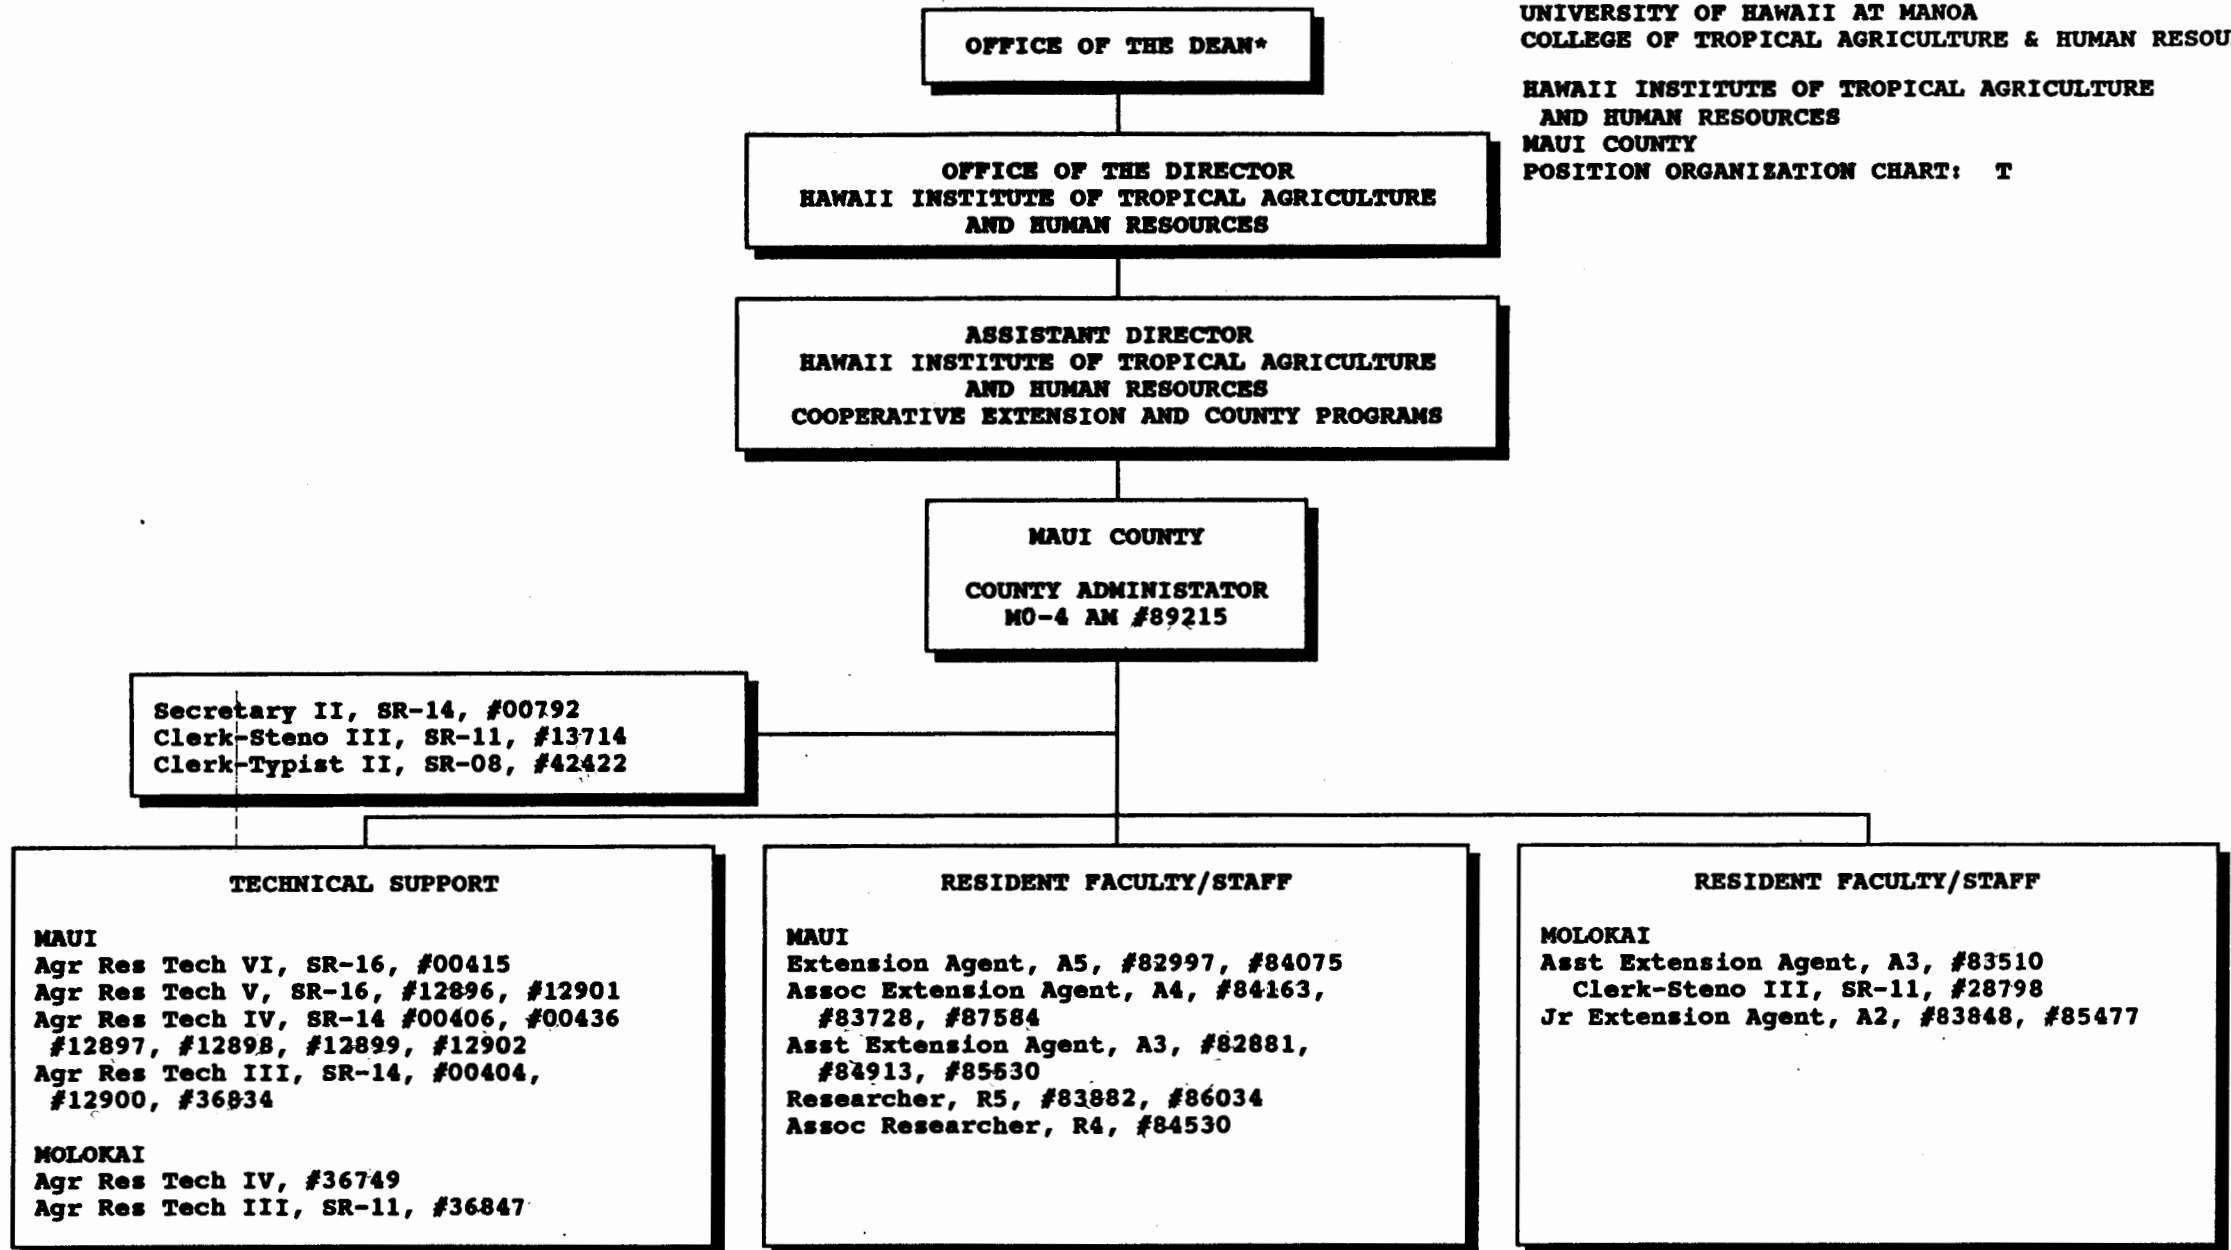 UNIVERSITY OF HAWAII AT MANOA
COLLEGE OF TROPICAL AGRICULTURE & HUMAN RESOU
HAWAII INSTITUTE OF TROPICAL AGRICULTURE
AND HUMAN RESOURCES
MAUI COUNTY
POSITION ORGANIZATION CHART: T
OFFICE OF THE DEAN*
OFFICE OF THE DIRECTOR
HAWAII INSTITUTE OF TROPICAL AGRICULTURE
AND HUMAN RESOURCES
ASSISTANT DIRECTOR
HAWAII INSTITUTE OF TROPICAL AGRICULTURE
AND HUMAN RESOURCES
COOPERATIVE EXTENSION AND COUNTY PROGRAMS
MAUI COUNTY
COUNTY ADMINISTATOR
M0-4 AM #89215
Secretary II, SR-14, #00792
Clerk-Steno III, SR-11, #13714
Clerk-Typist II, SR-08, #42422
TECHNICAL SUPPORT
MAUI
Agr Res Tech VI, SR-16, #00415
Agr Res Tech V, SR-16, #12896, #12901
Agr Res Tech IV, SR-14 #00406, #00436
#12897, #12898, #12899, #12902
Agr Res Tech III, SR-14, #00404,
#12900, #36834
MOLOKAI
Agr Res Tech IV, #36749
Agr Res Tech III, SR-11, #36847
RESIDENT FACULTY/STAFF
MAUI
Extension Agent, A5, #82997, #84075
Assoc Extension Agent, A4, #84163,
#83728, #87584
Asst Extension Agent, A3, #82881,
#84913, #85530
Researcher, R5, #83882, #86034
Assoc Researcher, R4, #84530
RESIDENT FACULTY/STAFF
MOLOKAI
Asst Extension Agent, A3, #83510
Clerk-Steno III, SR-11, #28798
Jr Extension Agent, A2, #83848, #85477